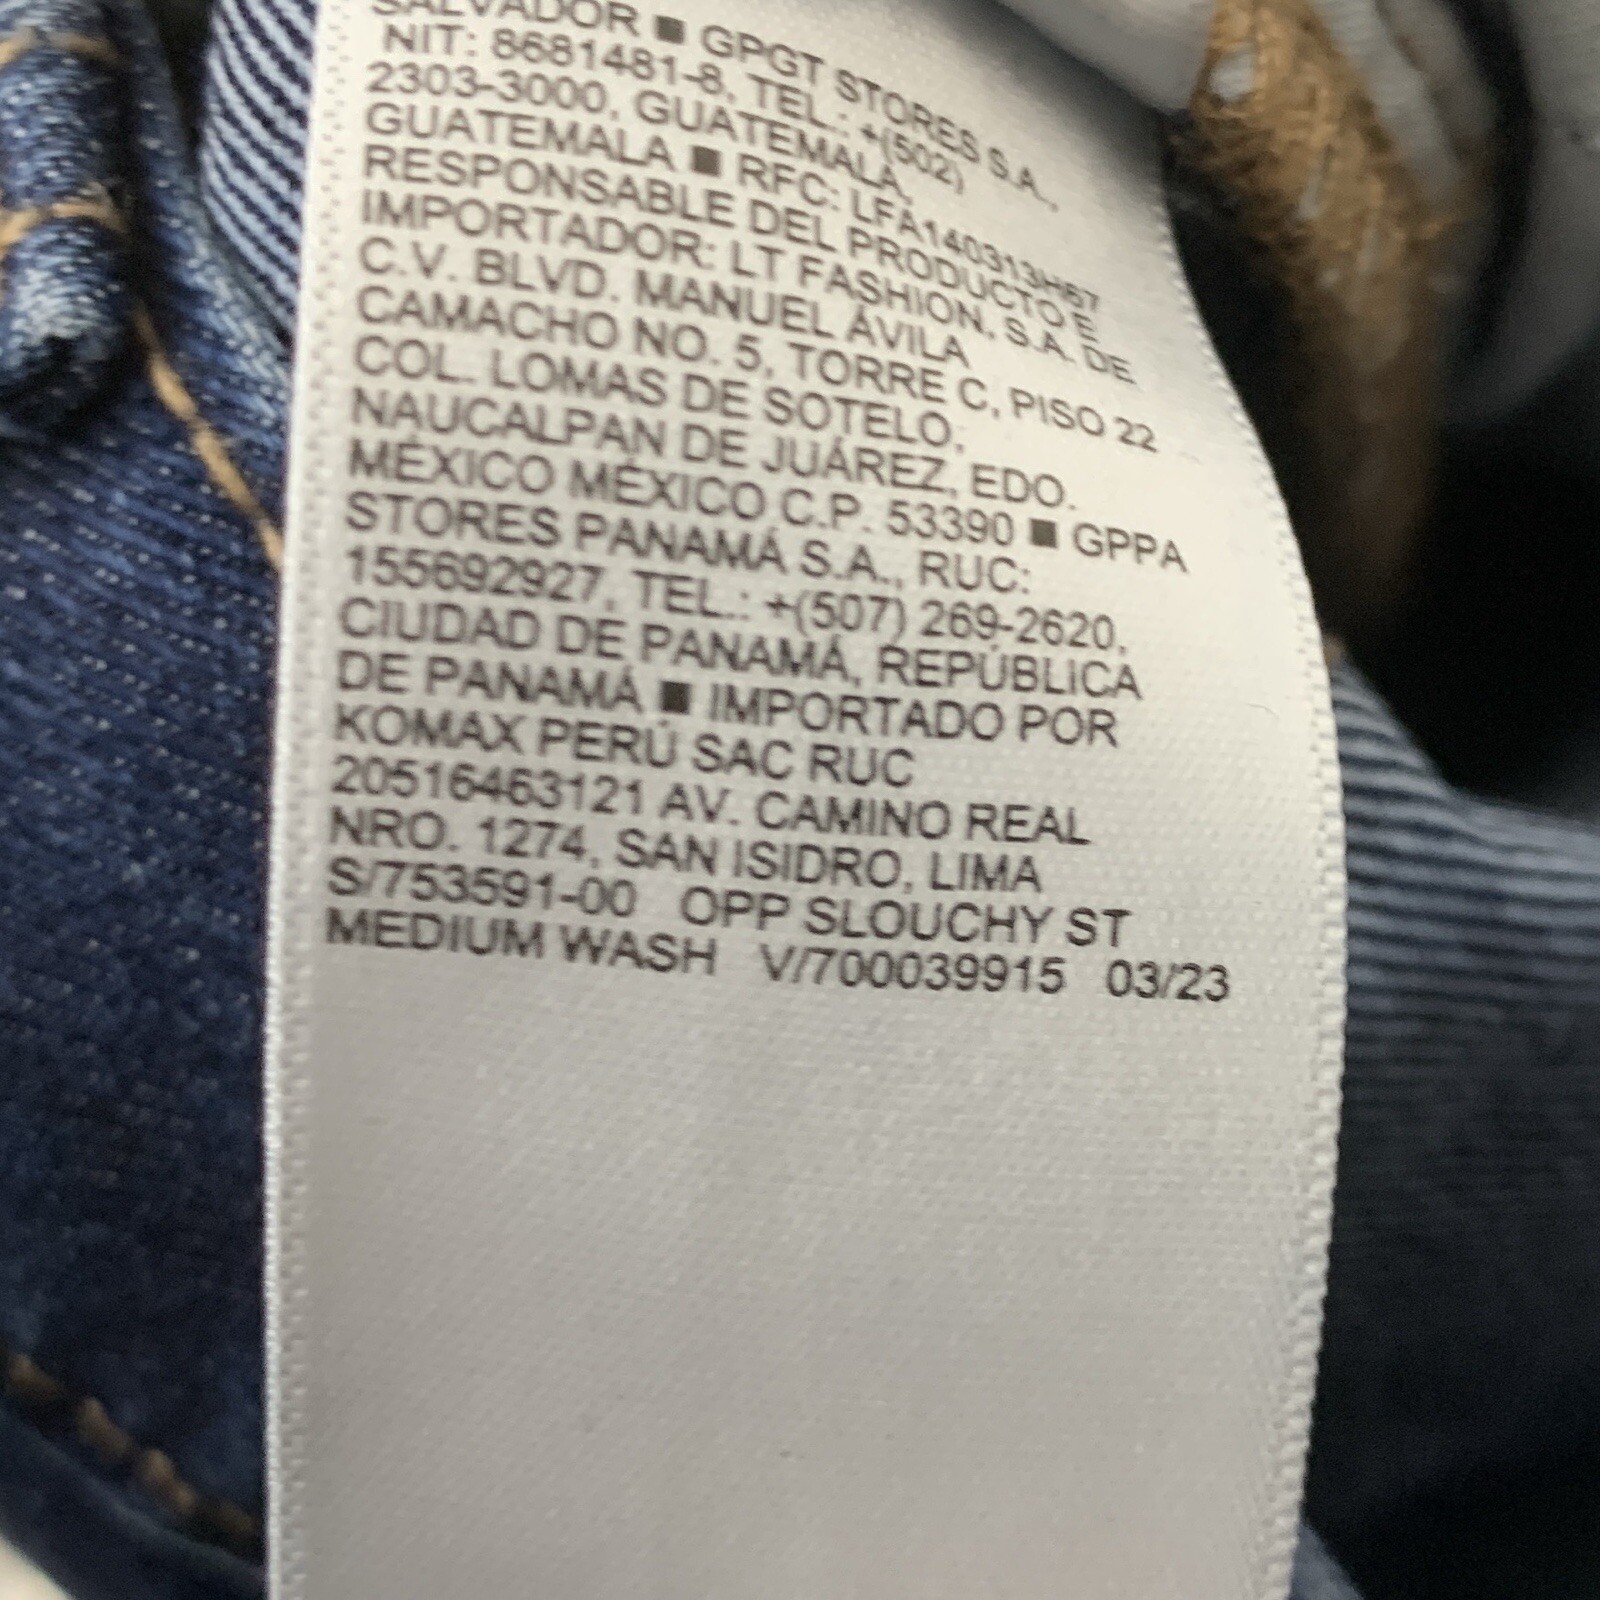 SALVADOR ■ GPGT STORES S.A.,
NIT: 8681481-8, TEL.: +(502)
2303-3000, GUATEMALA,
GUATEMALA ■ RFC: LFA140313H67
RESPONSABLE DEL PRODUCTO E
IMPORTADOR: LT FASHION, S.A. DE
C.V. BLVD. MANUEL ÁVILA
CAMACHO NO. 5, TORRE C, PISO 22
COL. LOMAS DE SOTELO,
NAUCALPAN DE JUÁREZ, EDO.
MÉXICO MÉXICO C.P. 53390 ■ GPPA
STORES PANAMÁ S.A., RUC:
155692927, TEL.: +(507) 269-2620,
CIUDAD DE PANAMÁ, REPÚBLICA
DE PANAMÁ ■ IMPORTADO POR
KOMAX PERÚ SAC RUC
20516463121 AV. CAMINO REAL
NRO. 1274, SAN ISIDRO, LIMA
S/753591-00 OPP SLOUCHY ST
MEDIUM WASH V/700039915 03/23